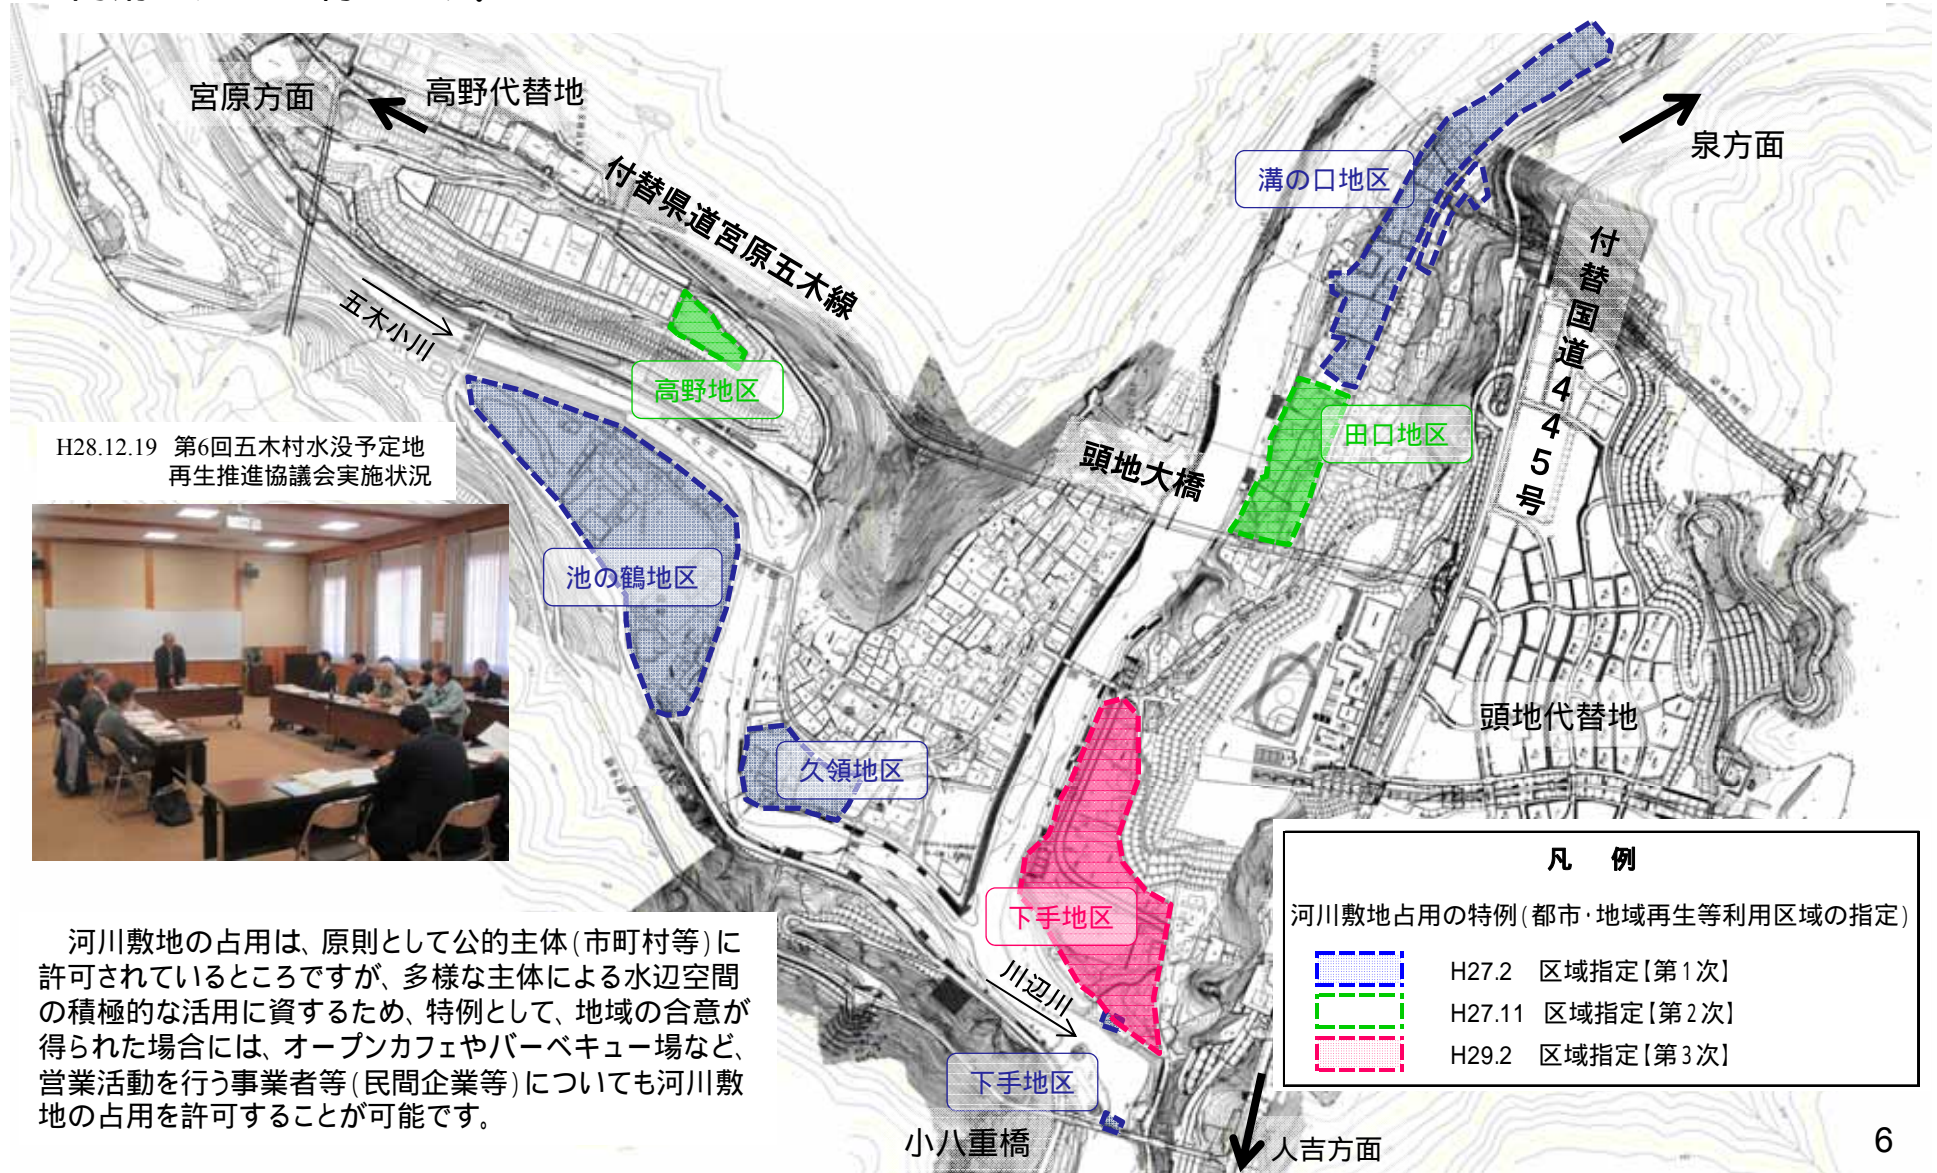 宮原方面
高野代替地
付替県道宮原五木線
五木小川
高野地区
溝の口地区
泉方面
付替国道445号
田口地区
頭地大橋
H28.12.19 第6回五木村水没予定地
再生推進協議会実施状況
池の鶴地区
久領地区
頭地代替地
下手地区
川辺川
下手地区
小八重橋
人吉方面
凡 例
河川敷地占用の特例(都市・地域再生等利用区域の指定)
H27.2 区域指定【第1次】
H27.11 区域指定【第2次】
H29.2 区域指定【第3次】
河川敷地の占用は、原則として公的主体(市町村等)に
許可されているところですが、多様な主体による水辺空間
の積極的な活用に資するため、特例として、地域の合意が
得られた場合には、オープンカフェやバーベキュー場など、
営業活動を行う事業者等(民間企業等)についても河川敷
地の占用を許可することが可能です。
6